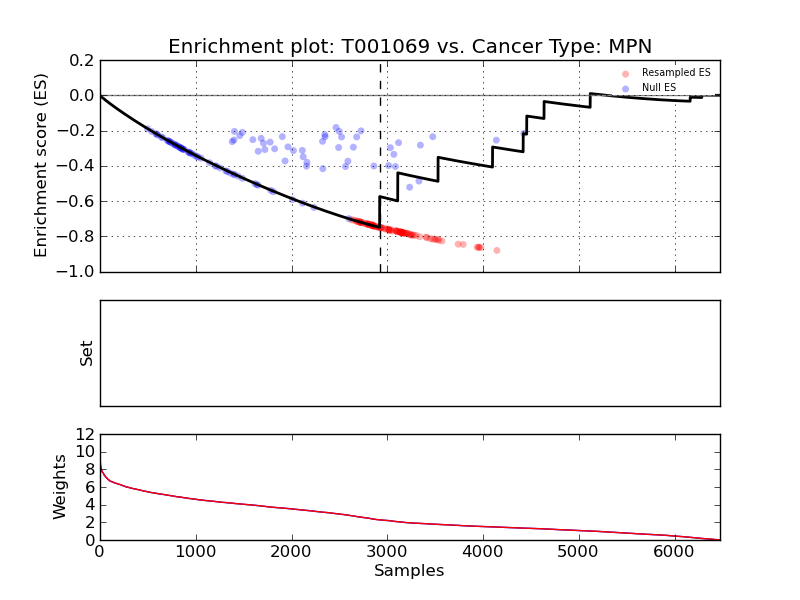 Enrichment plot: T001069 vs. Cancer Type: MPN
Enrichment score (ES)
0.2
0.0
−0.2
−0.4
−0.6
−0.8
−1.0
Resampled ES
Null ES
Set
Weights
12
10
8
6
4
2
0
0 1000 2000 3000 4000 5000 6000
Samples